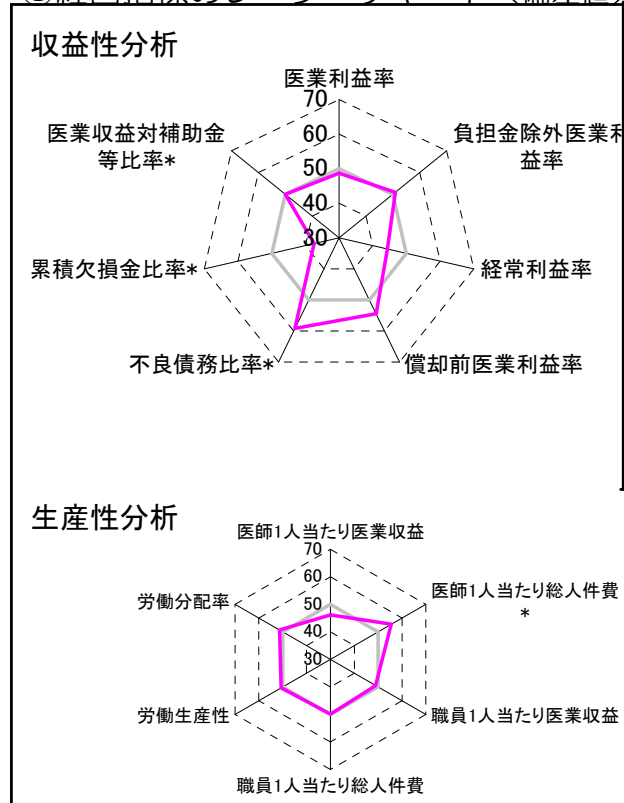 収益性分析
医業利益率
70
60
50
40
30
医業収益対補助金
等比率*
負担金除外医業利
益率
累積欠損金比率*
経常利益率
不良債務比率*
償却前医業利益率
生産性分析
医師1人当たり医業収益
70
60
50
40
30
労働分配率
医師1人当たり総人件費
*
労働生産性
職員1人当たり医業収益
職員1人当たり総人件費